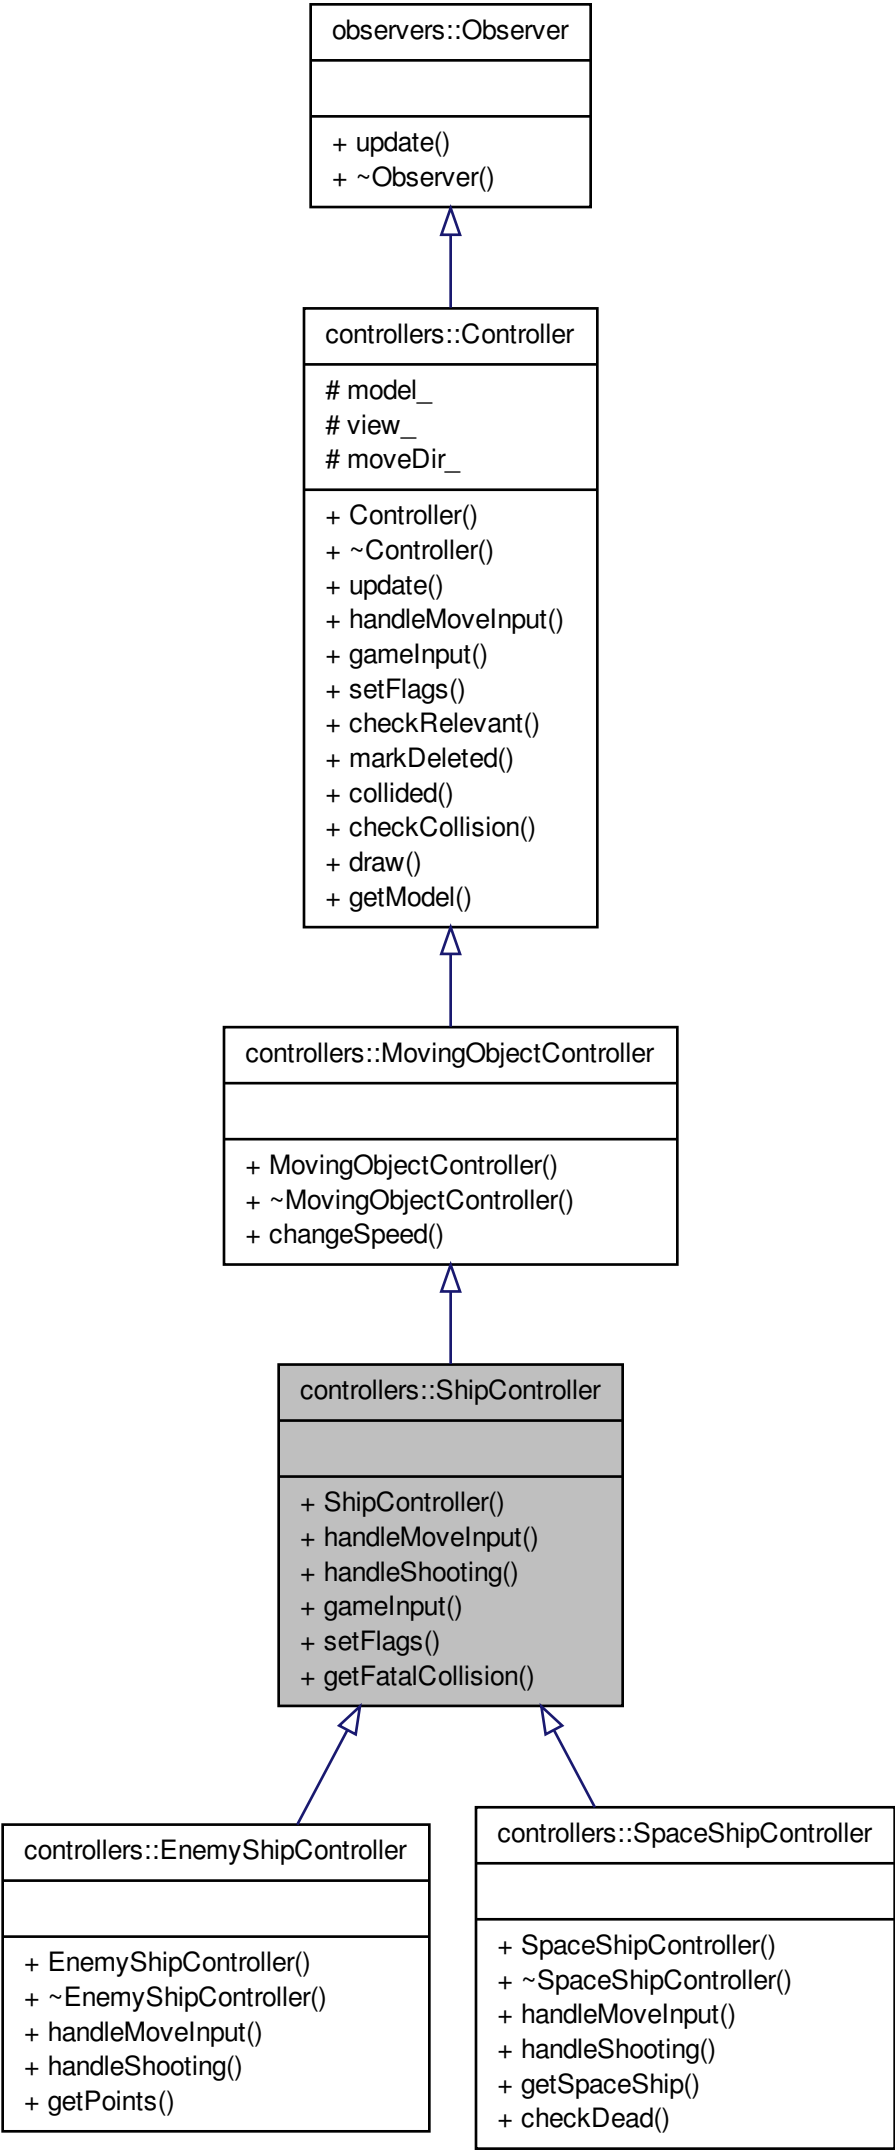 observers::Observer
+ update()
+ ~Observer()
controllers::Controller
# model_
# view_
# moveDir_
+ Controller()
+ ~Controller()
+ update()
+ handleMoveInput()
+ gameInput()
+ setFlags()
+ checkRelevant()
+ markDeleted()
+ collided()
+ checkCollision()
+ draw()
+ getModel()
controllers::MovingObjectController
+ MovingObjectController()
+ ~MovingObjectController()
+ changeSpeed()
controllers::ShipController
+ ShipController()
+ handleMoveInput()
+ handleShooting()
+ gameInput()
+ setFlags()
+ getFatalCollision()
controllers::EnemyShipController
+ EnemyShipController()
+ ~EnemyShipController()
+ handleMoveInput()
+ handleShooting()
+ getPoints()
controllers::SpaceShipController
+ SpaceShipController()
+ ~SpaceShipController()
+ handleMoveInput()
+ handleShooting()
+ getSpaceShip()
+ checkDead()